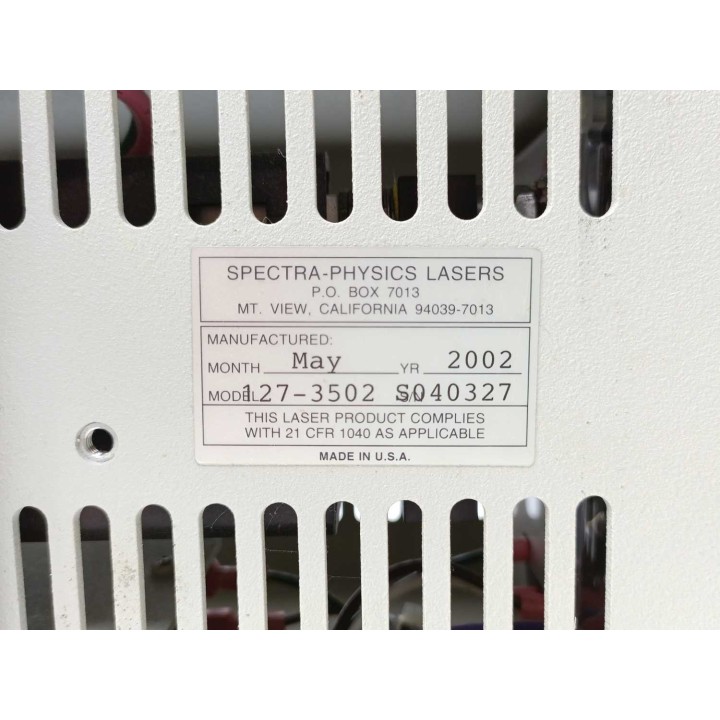 SPECTRA-PHYSICS LASERS
P.O. BOX 7013
MT. VIEW, CALIFORNIA 94039-7013
MANUFACTURED:
MONTH May YR 2002
MODEL 127-3502 S/N S040327
THIS LASER PRODUCT COMPLIES
WITH 21 CFR 1040 AS APPLICABLE
MADE IN U.S.A.